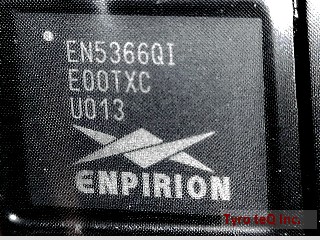 EN5366QI
E00TXC
U013
ENPIRION
Tyro teQ Inc.